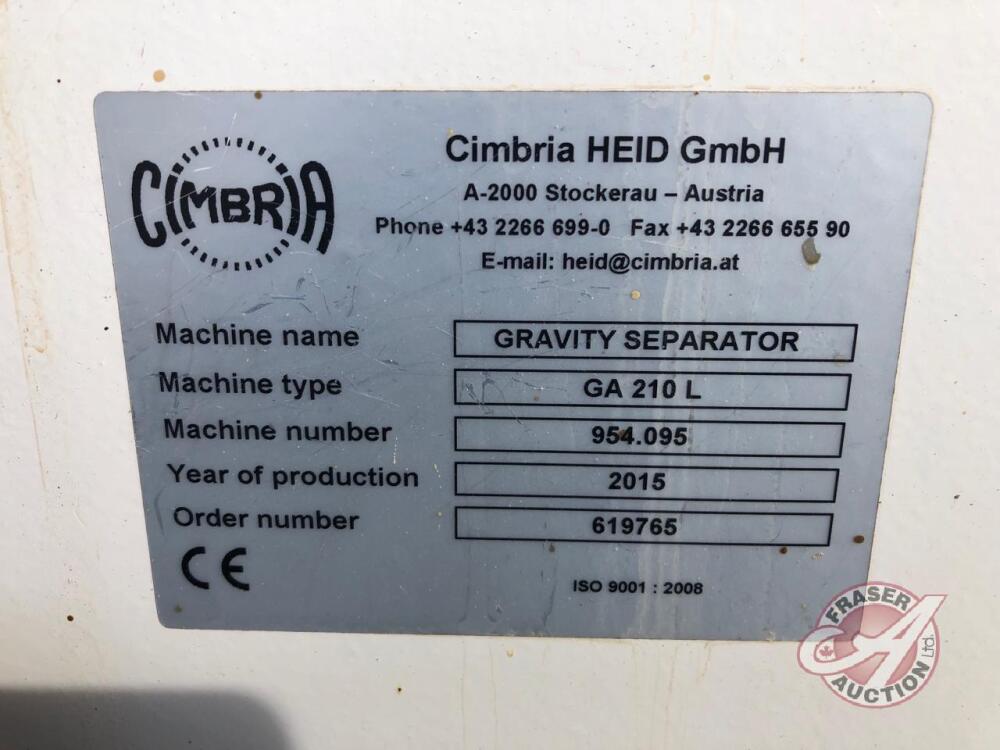 CIMBRIA
Cimbria HEID GmbH
A-2000 Stockerau – Austria
Phone +43 2266 699-0 Fax +43 2266 655 90
E-mail: heid@cimbria.at
Machine name GRAVITY SEPARATOR
Machine type GA 210 L
Machine number 954.095
Year of production 2015
Order number 619765
CE
ISO 9001 : 2008
FRASER
A
AUCTION
LTD.